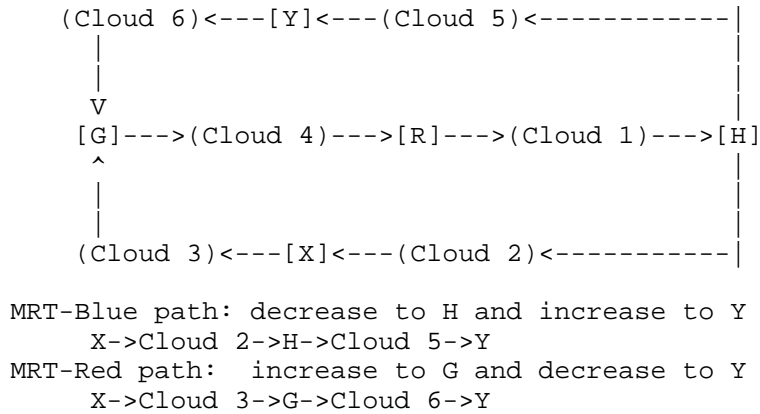 (Cloud 6)<---[Y]<---(Cloud 5)<------------|
| |
| |
V |
[G]--->(Cloud 4)--->[R]--->(Cloud 1)--->[H]
^ |
| |
| |
(Cloud 3)<---[X]<---(Cloud 2)<-----------|
MRT-Blue path: decrease to H and increase to Y
X->Cloud 2->H->Cloud 5->Y
MRT-Red path: increase to G and decrease to Y
X->Cloud 3->G->Cloud 6->Y